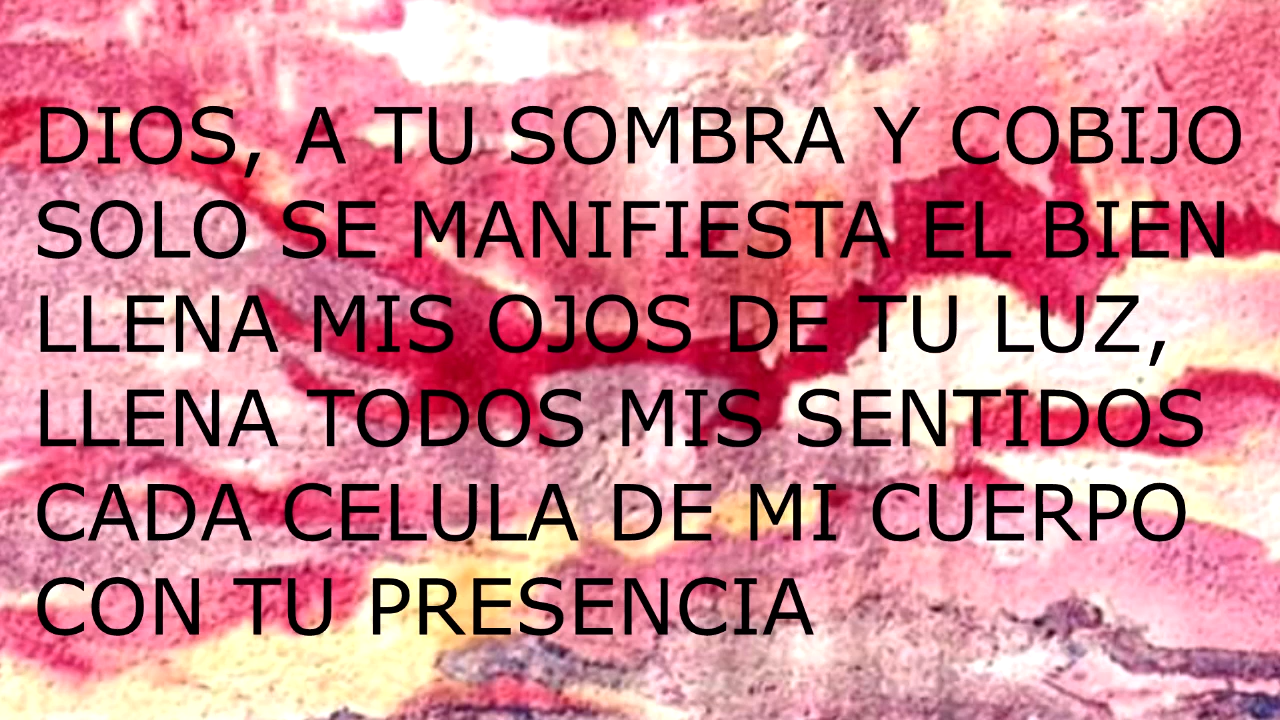 DIOS, A TU SOMBRA Y COBIJO
SOLO SE MANIFIESTA EL BIEN
LLENA MIS OJOS DE TU LUZ,
LLENA TODOS MIS SENTIDOS
CADA CELULA DE MI CUERPO
CON TU PRESENCIA